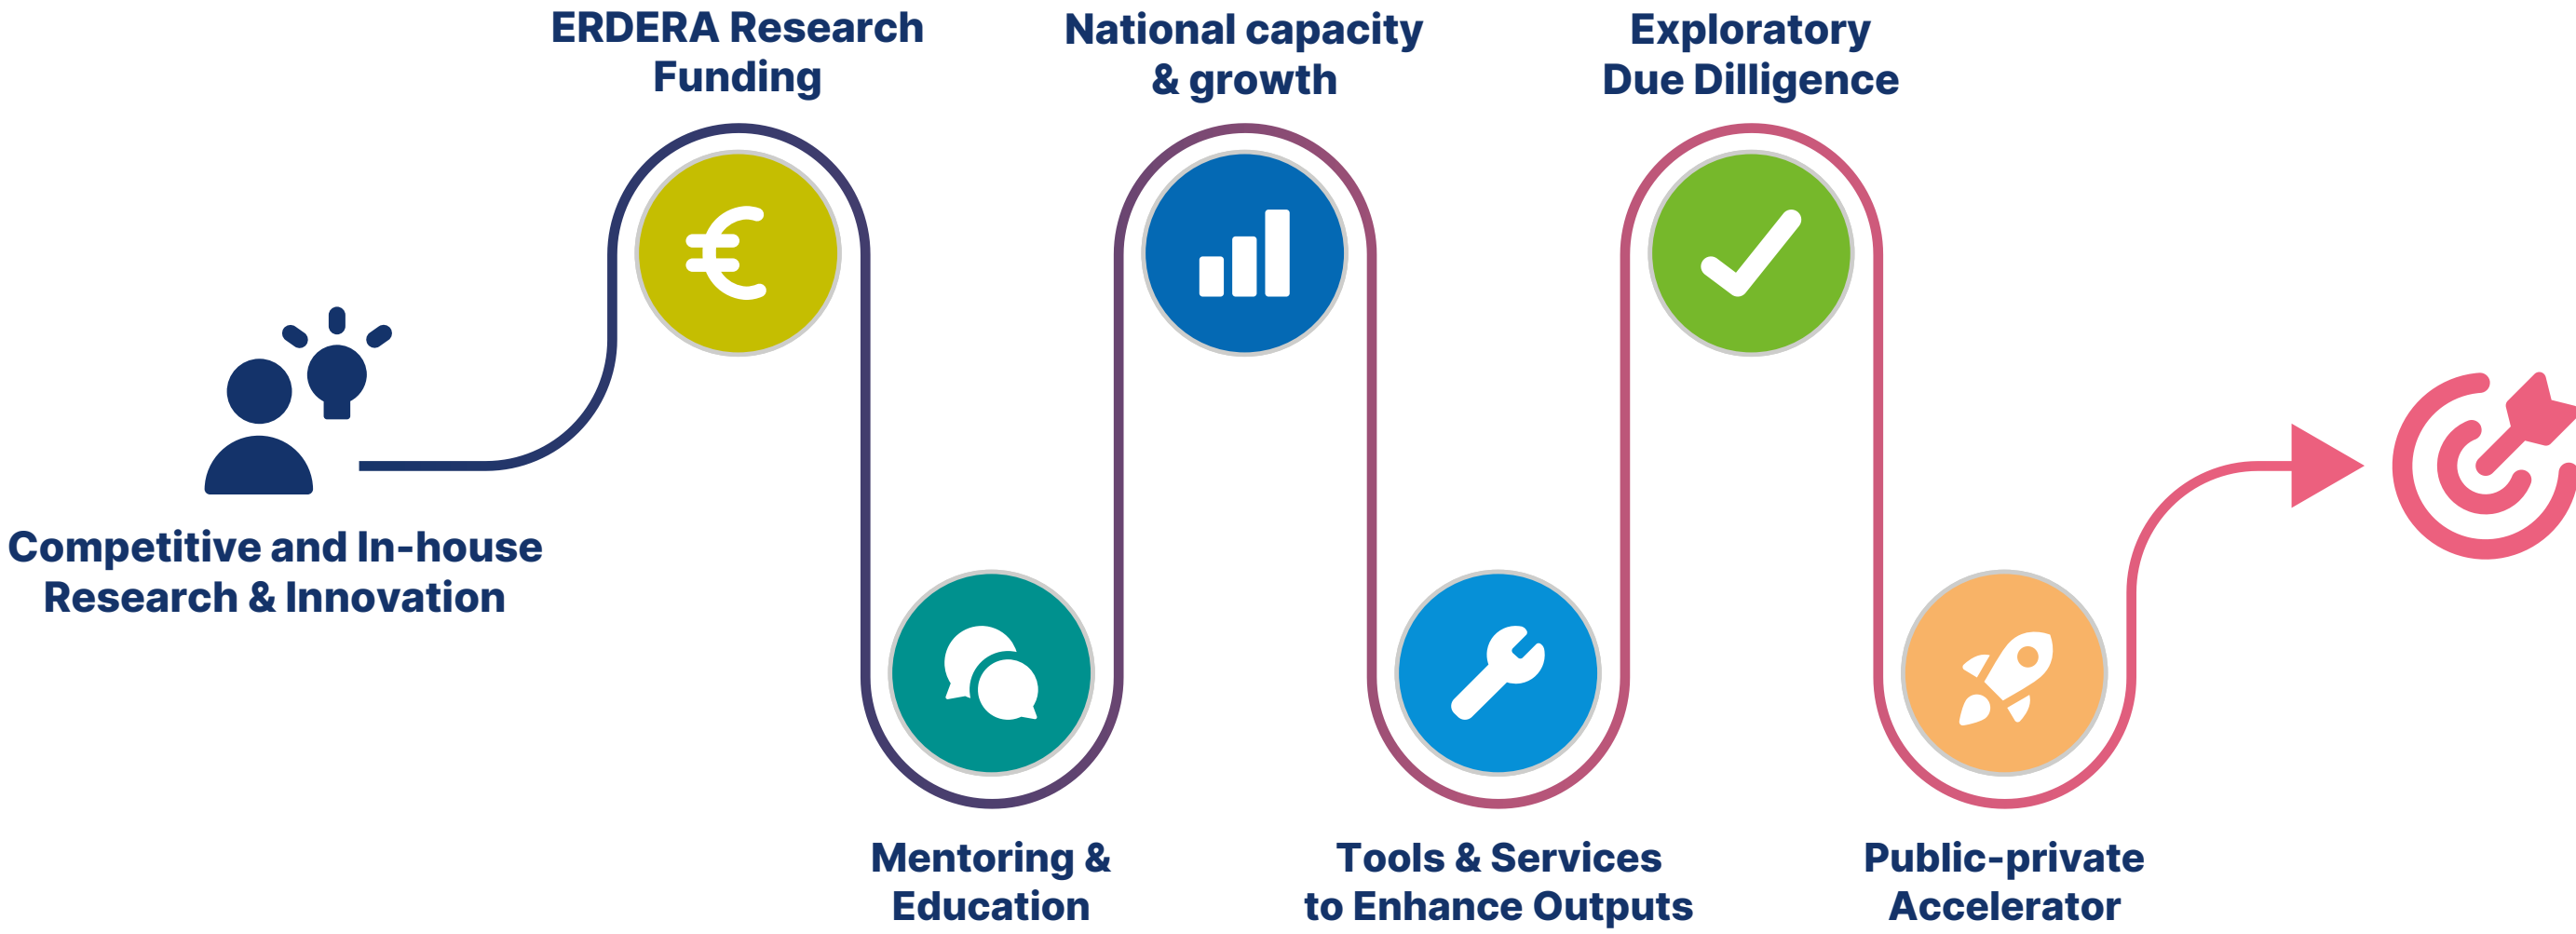 ERDERA Research
Funding
National capacity
& growth
Exploratory
Due Dilligence
Competitive and In-house
Research & Innovation
Mentoring &
Education
Tools & Services
to Enhance Outputs
Public-private
Accelerator